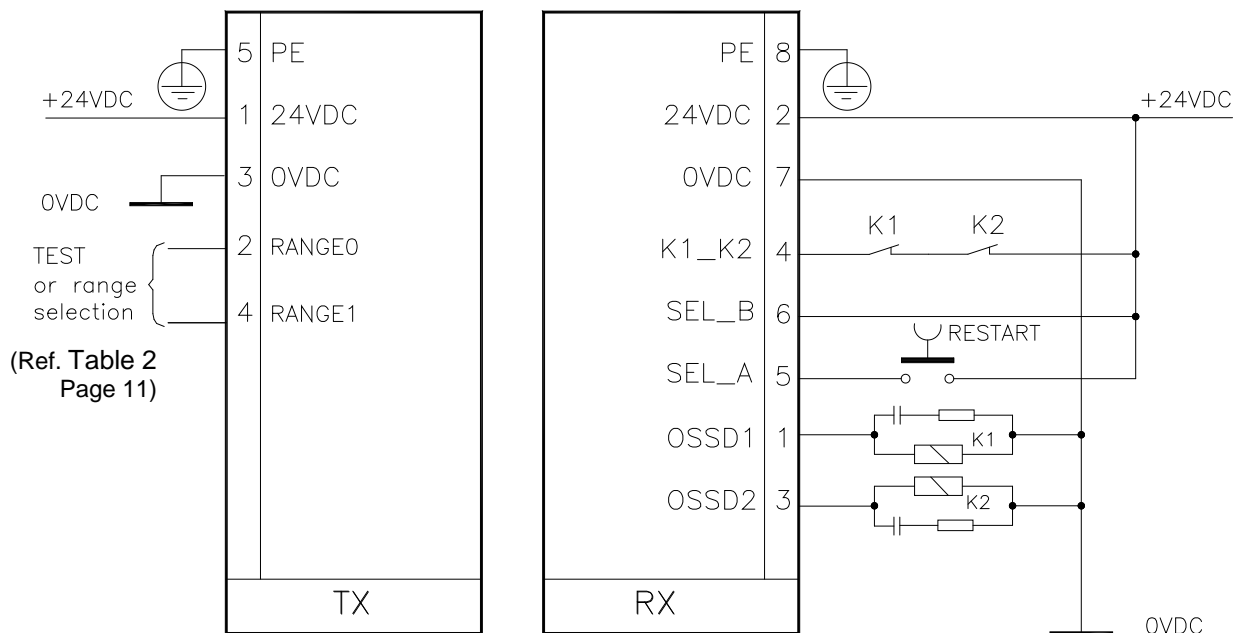 5 PE
+24VDC
1 24VDC
3 0VDC
0VDC
2 RANGE0
TEST
or range
selection
4 RANGE1
(Ref. Table 2
Page 11)
TX
PE 8
24VDC 2
+24VDC
0VDC 7
K1 K2
K1_K2 4
SEL_B 6
RESTART
SEL_A 5
OSSD1 1
K1
OSSD2 3
K2
RX
0VDC